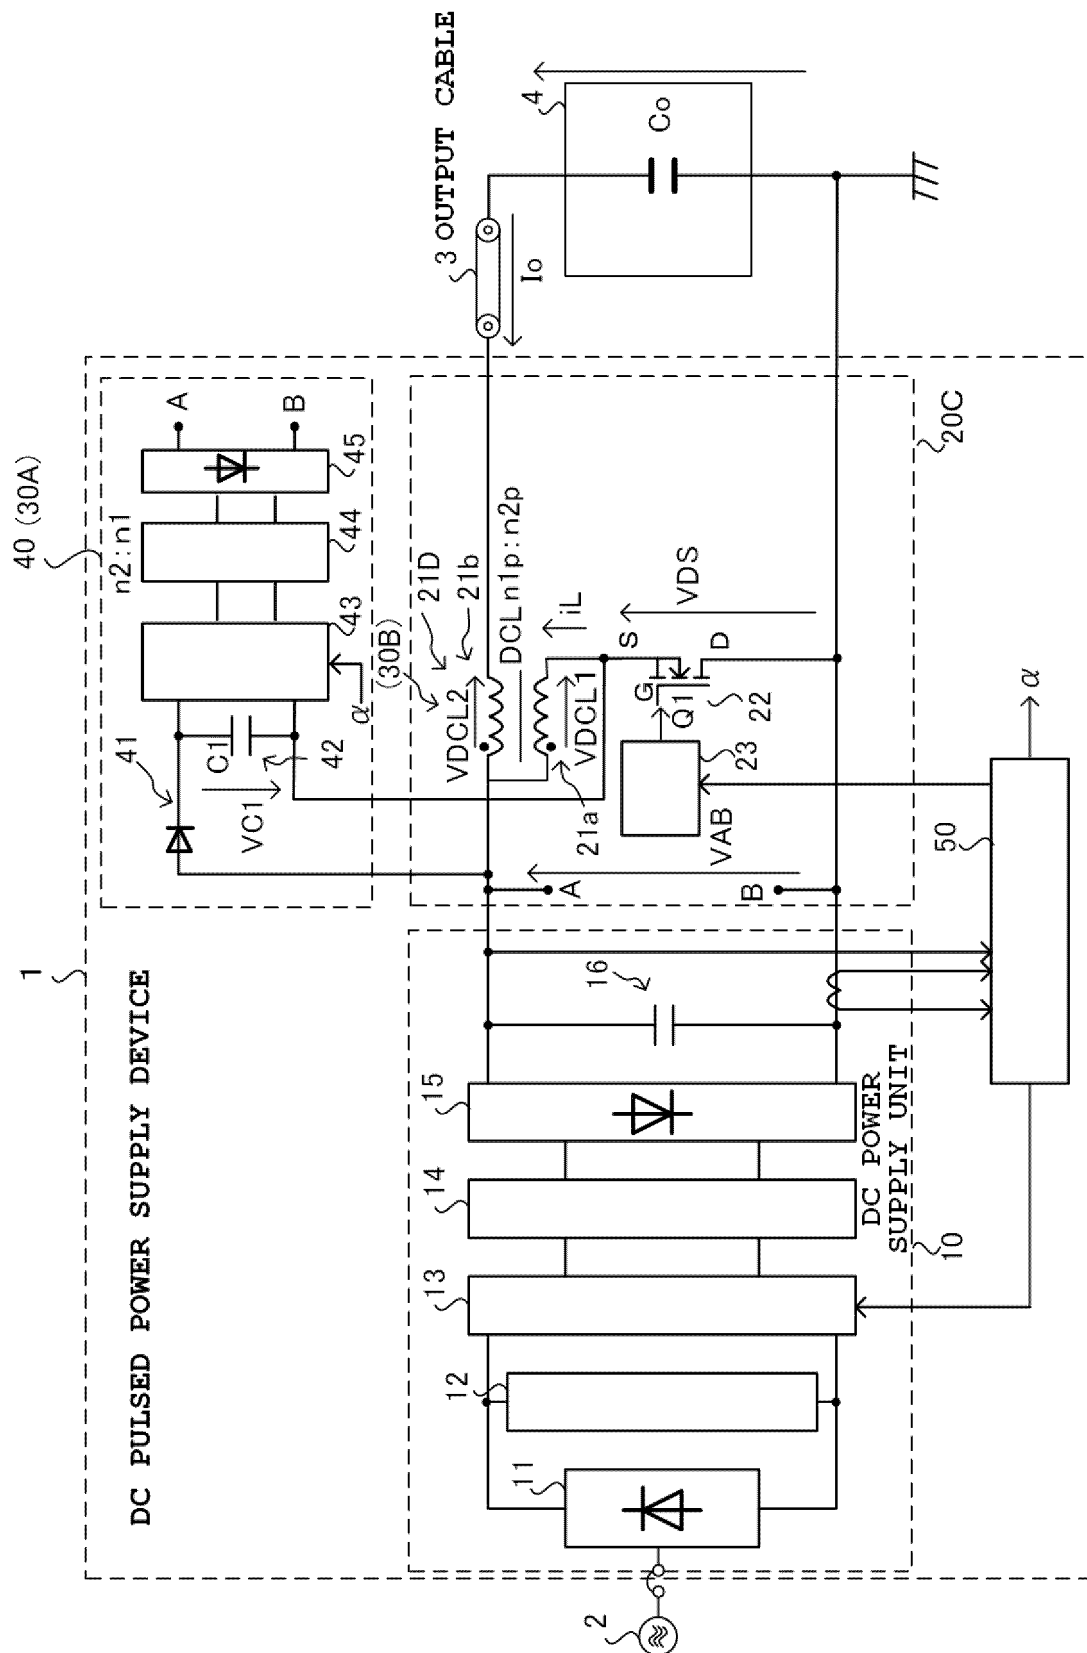 DC PULSED POWER SUPPLY DEVICE
1
40 (30A)
n2:n1
41
C1
42
VC1
43
α
44
45
A
B
(30B)
21D
21b
VDCL2
DCL n1p:n2p
VDCL1
21a
iL
S
G
D
Q1
22
23
VDS
VAB
A
B
20C
3 OUTPUT CABLE
Io
4
Co
2
11
12
13
14
15
16
DC POWER
SUPPLY UNIT
10
50
α